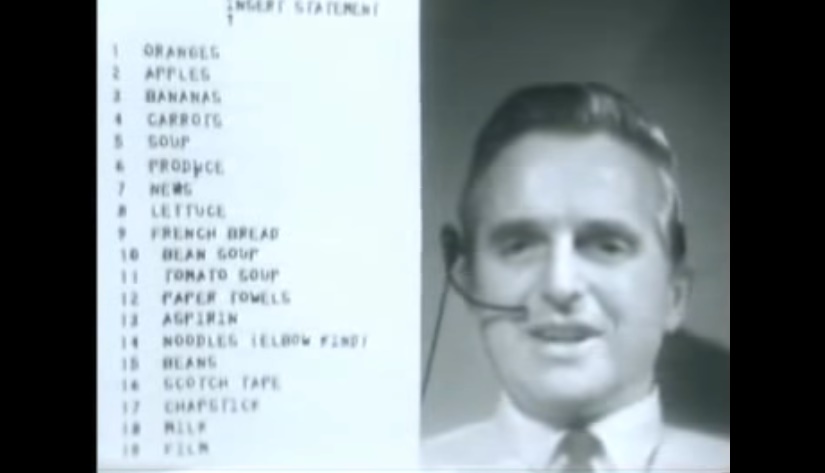 INSERT STATEMENT
1 ORANGES
2 APPLES
3 BANANAS
4 CARROTS
5 SOUP
6 PRODUCE
7 NEWS
8 LETTUCE
9 FRENCH BREAD
10 BEAN SOUP
11 TOMATO SOUP
12 PAPER TOWELS
13 ASPIRIN
14 NOODLES (ELBOW KIND)
15 BEANS
16 SCOTCH TAPE
17 CHAPSTICK
18 MILK
19 FILM